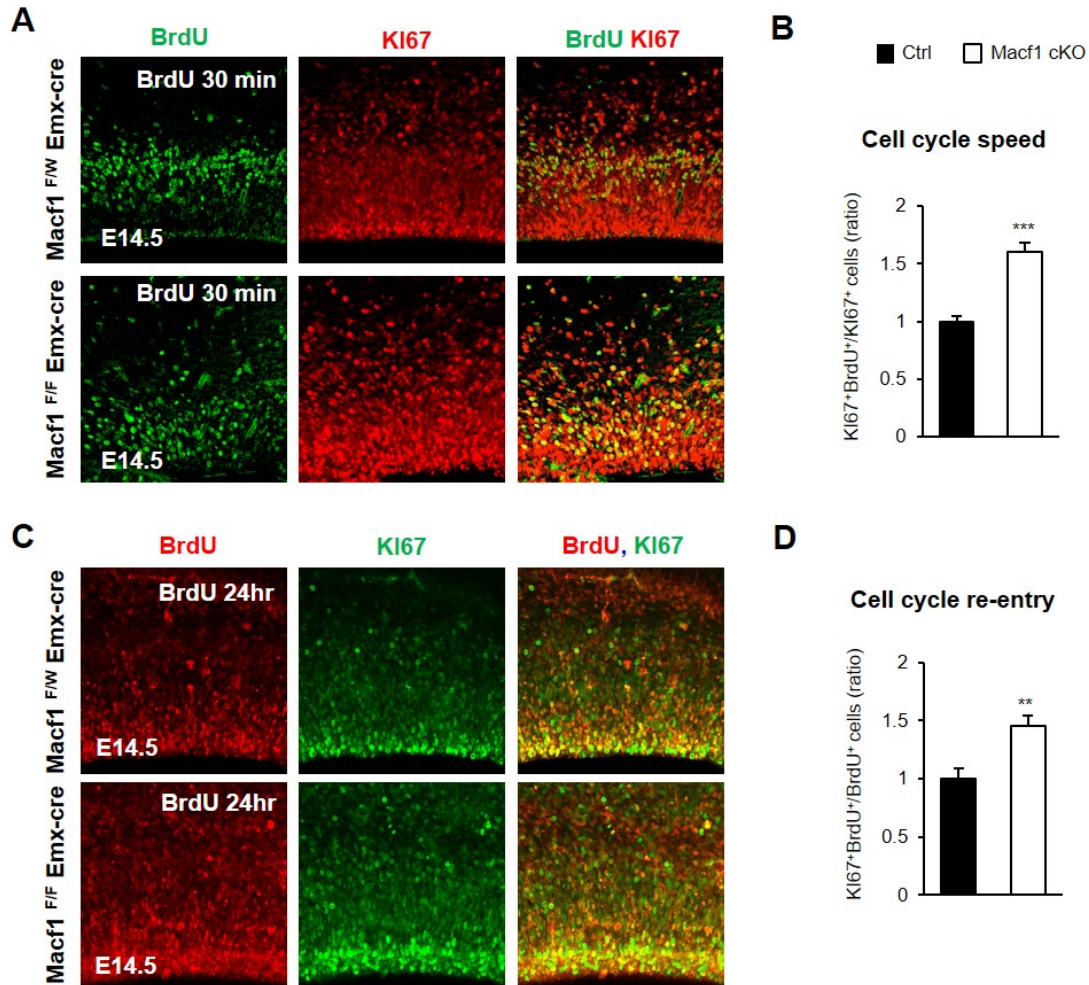 A
BrdU
KI67
BrdU KI67
Macf1 F/W Emx-cre
BrdU 30 min
E14.5
Macf1 F/F Emx-cre
BrdU 30 min
E14.5
B
Ctrl
Macf1 cKO
Cell cycle speed
KI67+BrdU+/KI67+ cells (ratio)
2
1.5
1
0.5
0
***
C
BrdU
KI67
BrdU, KI67
Macf1 F/W Emx-cre
BrdU 24hr
E14.5
Macf1 F/F Emx-cre
BrdU 24hr
E14.5
D
Cell cycle re-entry
KI67+BrdU+/BrdU+ cells (ratio)
2
1.5
1
0.5
0
**